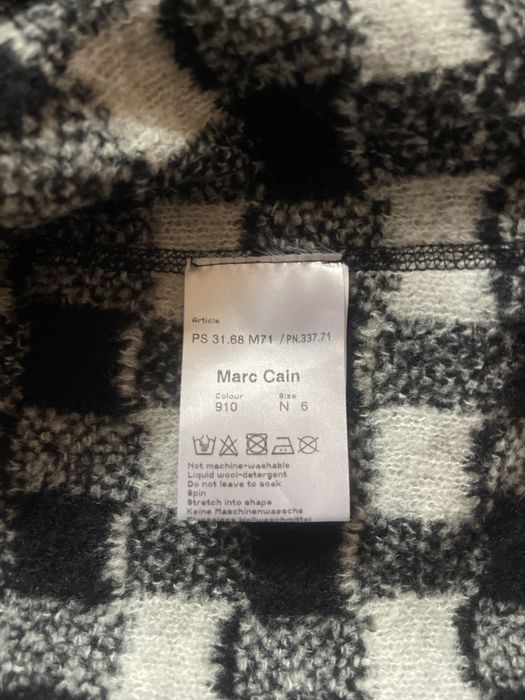 Article
PS 31.68 M71 / PN.337.71
Marc Cain
Colour Size
910 N 6
Not machine-washable
Liquid wool-detergent
Do not leave to soak
Spin
Stretch into shape
Keine Maschinenwaesche